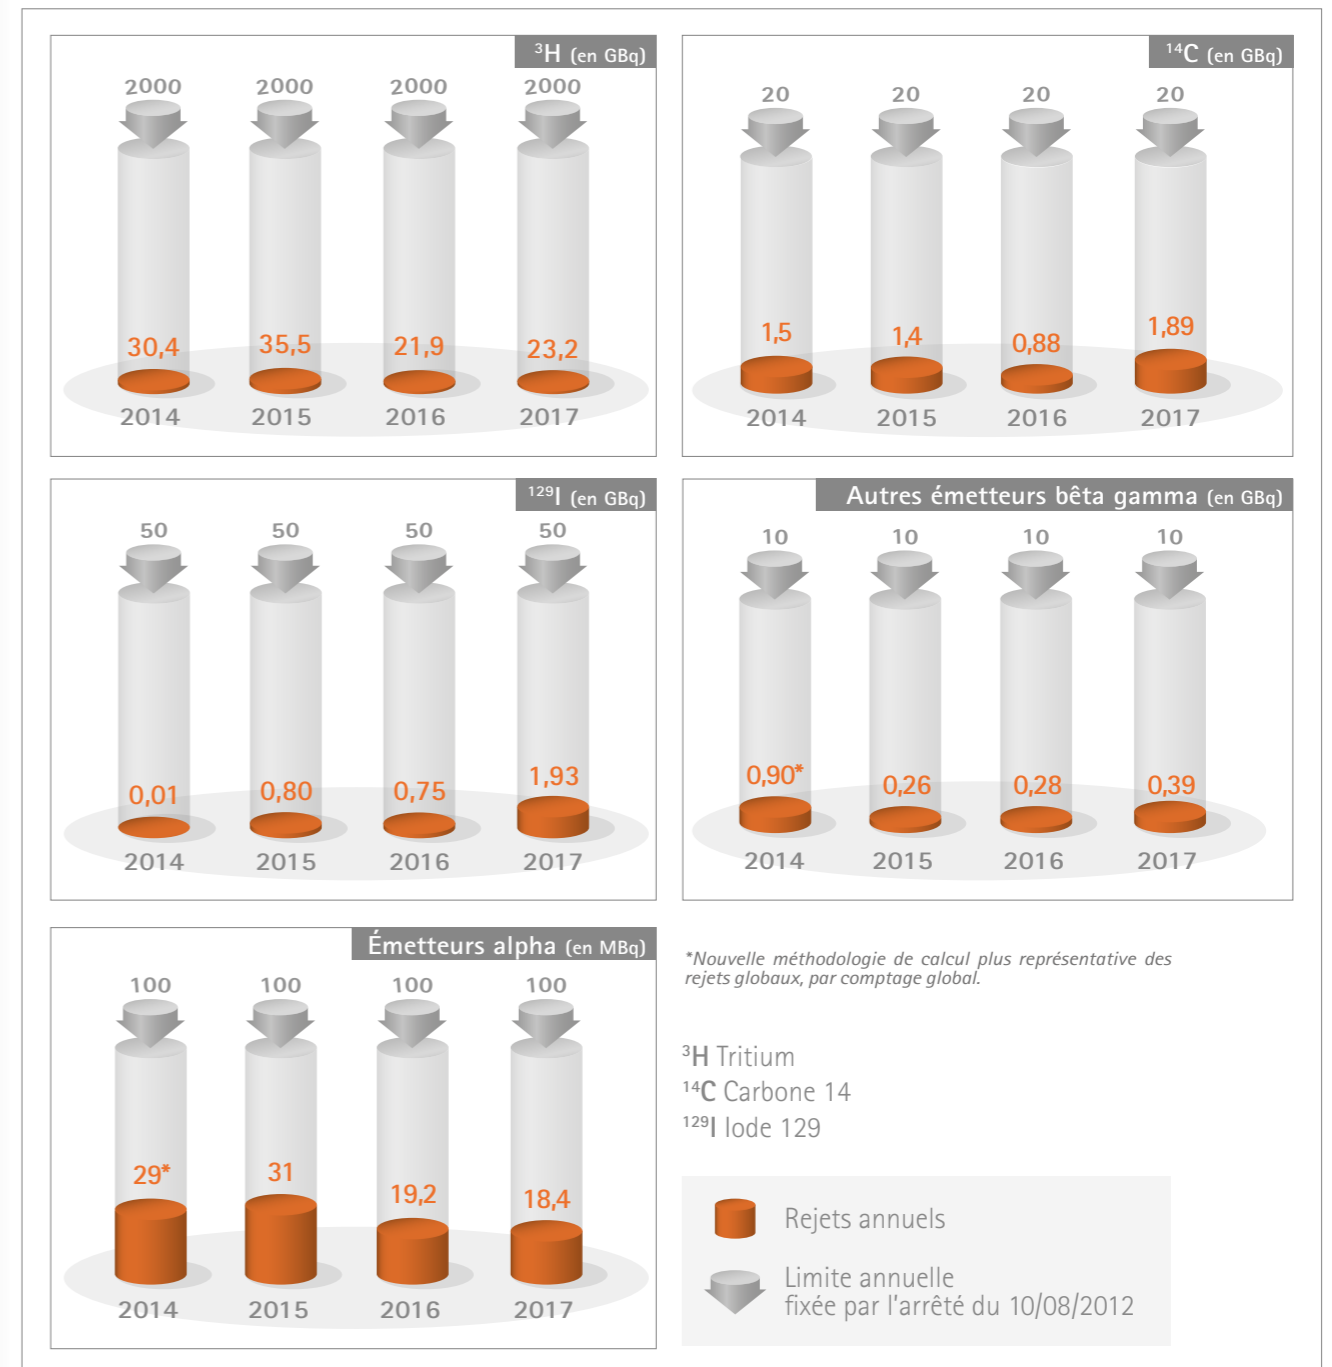 ³H (en GBq)
2000 2000 2000 2000
30,4 35,5 21,9 23,2
2014 2015 2016 2017
¹⁴C (en GBq)
20 20 20 20
1,5 1,4 0,88 1,89
2014 2015 2016 2017
¹²⁹I (en GBq)
50 50 50 50
0,01 0,80 0,75 1,93
2014 2015 2016 2017
Autres émetteurs bêta gamma (en GBq)
10 10 10 10
0,90* 0,26 0,28 0,39
2014 2015 2016 2017
Émetteurs alpha (en MBq)
100 100 100 100
29* 31 19,2 18,4
2014 2015 2016 2017
*Nouvelle méthodologie de calcul plus représentative des
rejets globaux, par comptage global.
³H Tritium
¹⁴C Carbone 14
¹²⁹I Iode 129
Rejets annuels
Limite annuelle
fixée par l'arrêté du 10/08/2012